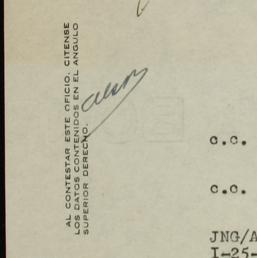 AL CONTESTAR ESTE OFICIO, CITENSE
LOS DATOS CONTENIDOS EN EL ANGULO
SUPERIOR DERECHO.
c.c.
c.c.
JNG/A
I-25-